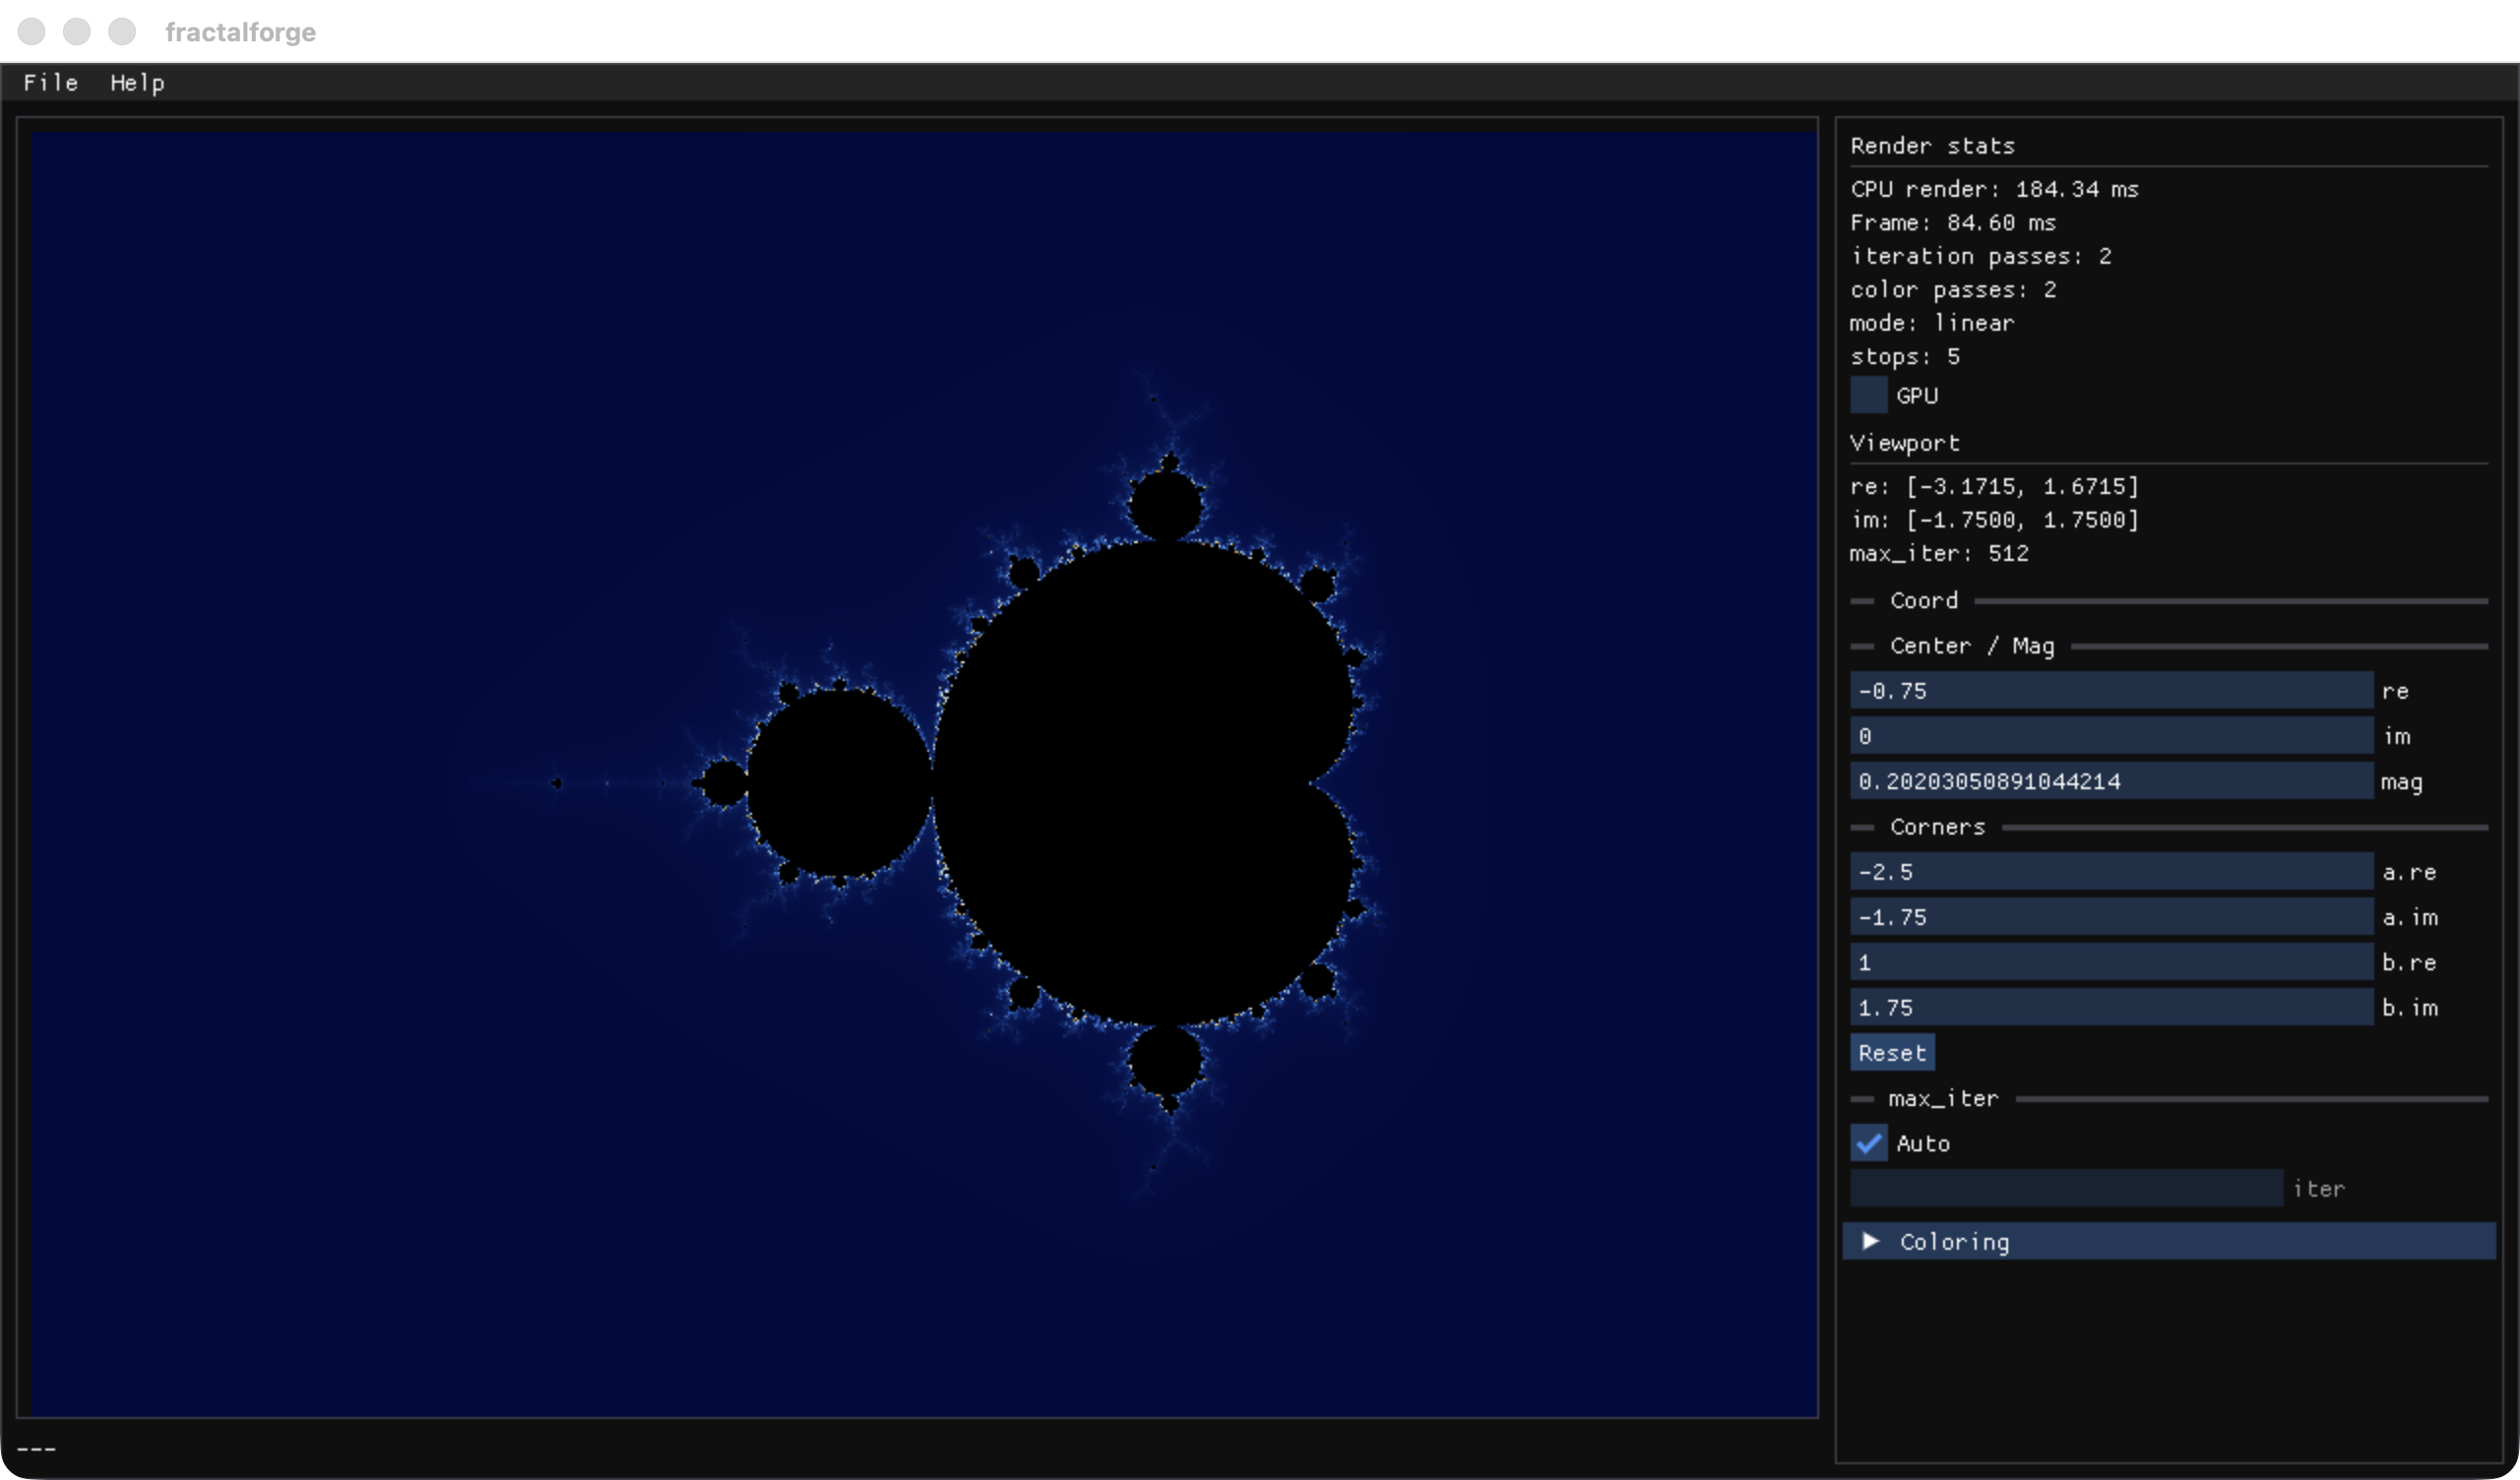 fractalforge
File Help
Render stats
CPU render: 184.34 ms
Frame: 84.60 ms
iteration passes: 2
color passes: 2
mode: linear
stops: 5
GPU
Viewport
re: [-3.1715, 1.6715]
im: [-1.7500, 1.7500]
max_iter: 512
Coord
Center / Mag
-0.75 re
0 im
0.20203050891044214 mag
Corners
-2.5 a.re
-1.75 a.im
1 b.re
1.75 b.im
Reset
max_iter
Auto
iter
Coloring
---